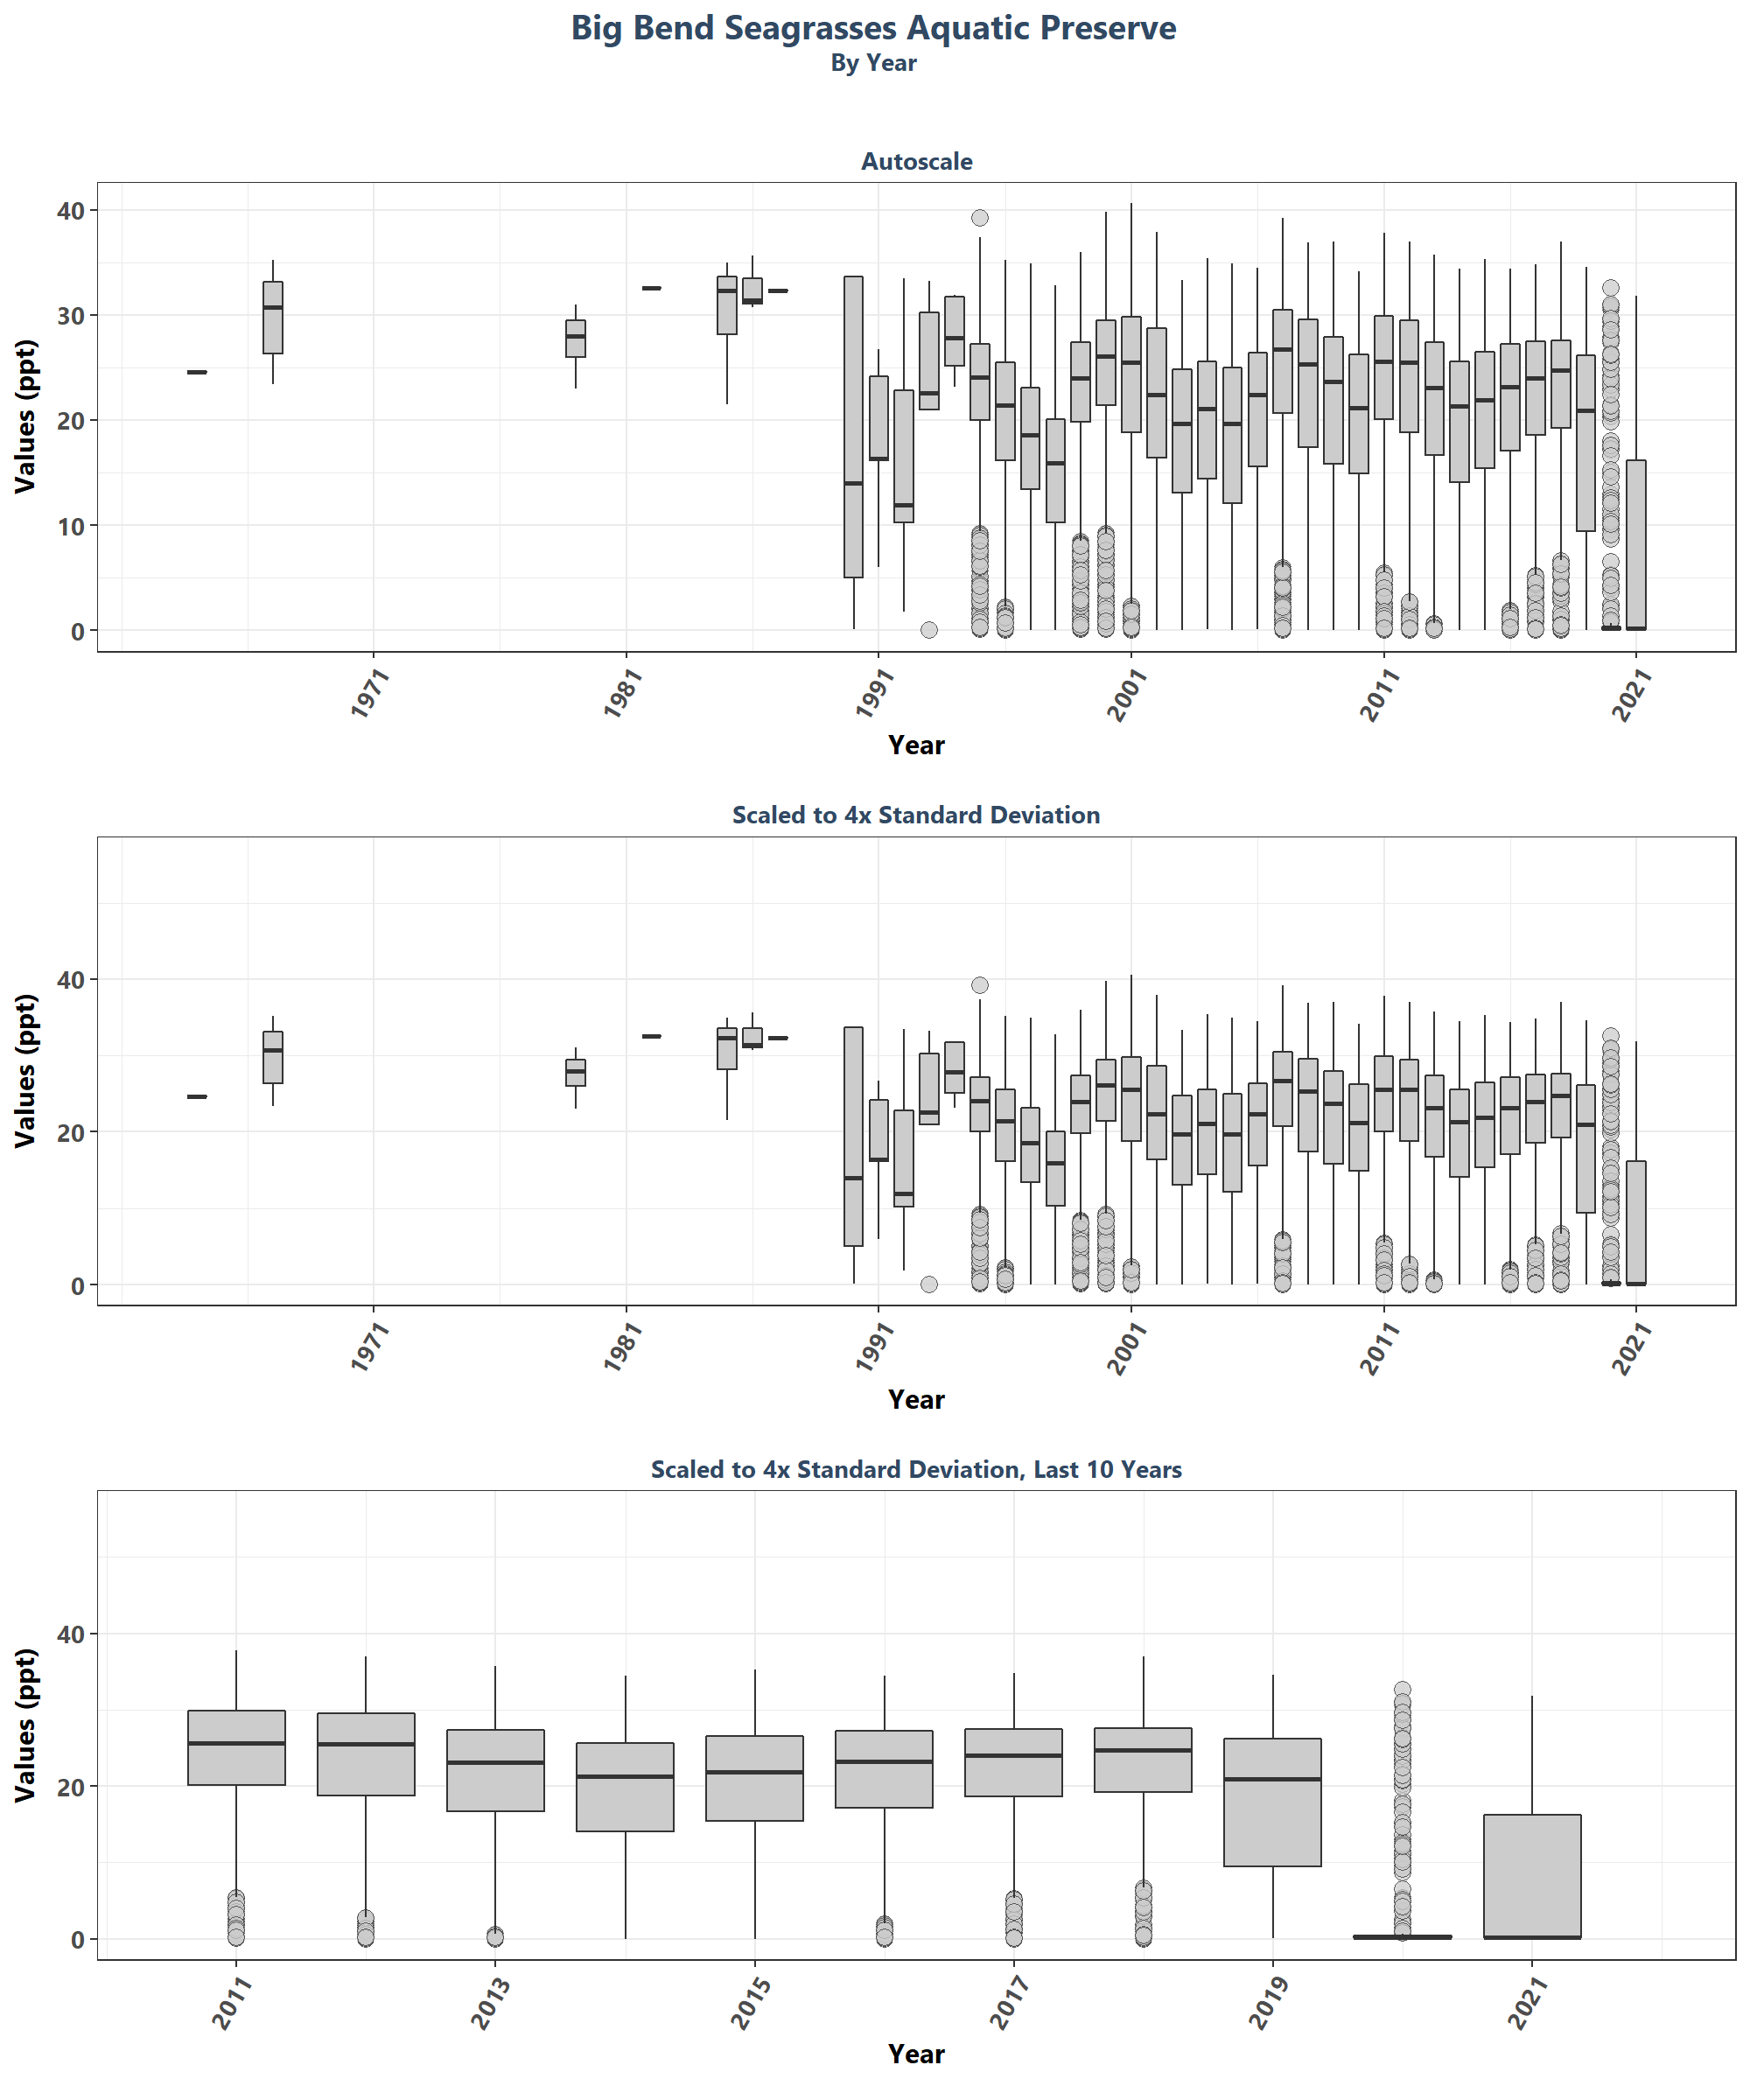 Big Bend Seagrasses Aquatic Preserve
By Year
Autoscale
Values (ppt)
40
30
20
10
0
1971
1981
1991
2001
2011
2021
Year
Scaled to 4x Standard Deviation
Values (ppt)
40
20
0
1971
1981
1991
2001
2011
2021
Year
Scaled to 4x Standard Deviation, Last 10 Years
Values (ppt)
40
20
0
2011
2013
2015
2017
2019
2021
Year